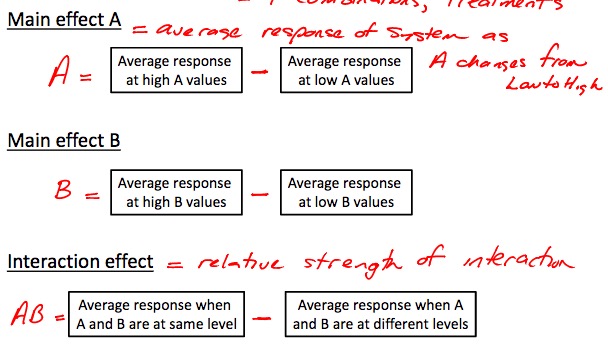 = 4 combinations, treatments
Main effect A = average response of system as
A = Average response at high A values − Average response at low A values A changes from Low to High
Main effect B
B = Average response at high B values − Average response at low B values
Interaction effect = relative strength of interaction
AB = Average response when A and B are at same level − Average response when A and B are at different levels